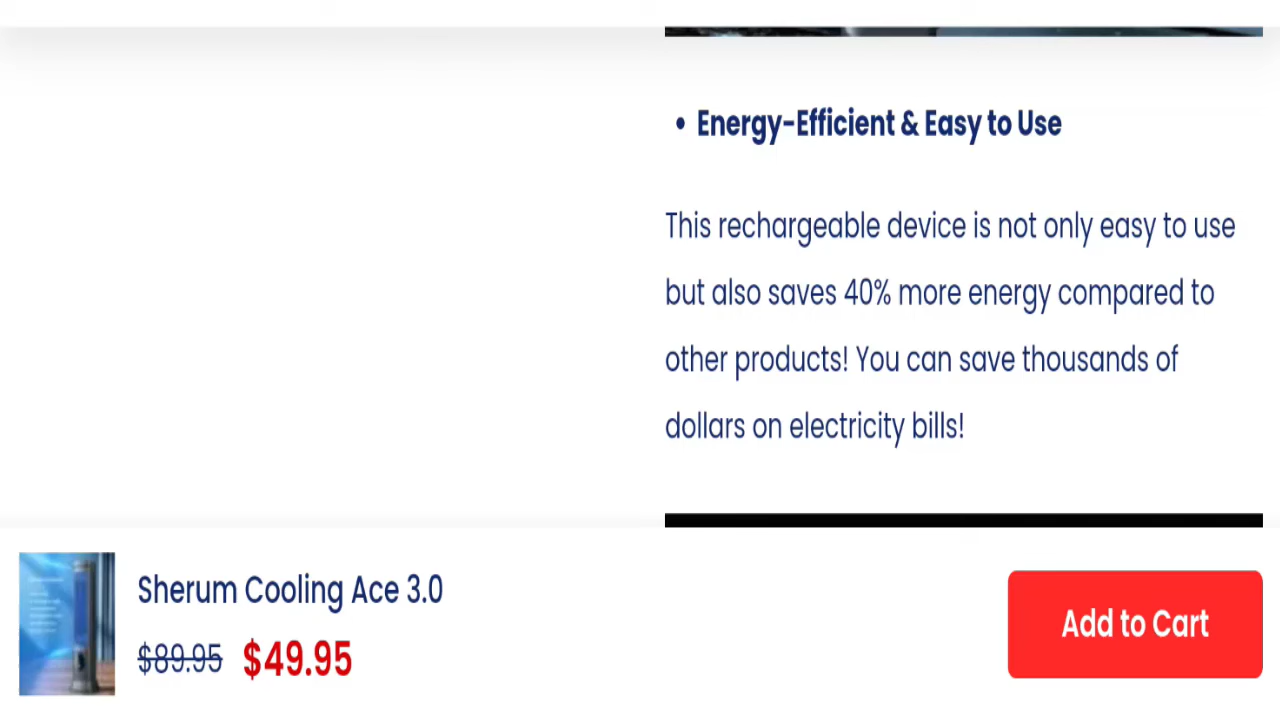 • Energy-Efficient & Easy to Use
This rechargeable device is not only easy to use
but also saves 40% more energy compared to
other products! You can save thousands of
dollars on electricity bills!
Sherum Cooling Ace 3.0
$89.95 $49.95
Add to Cart